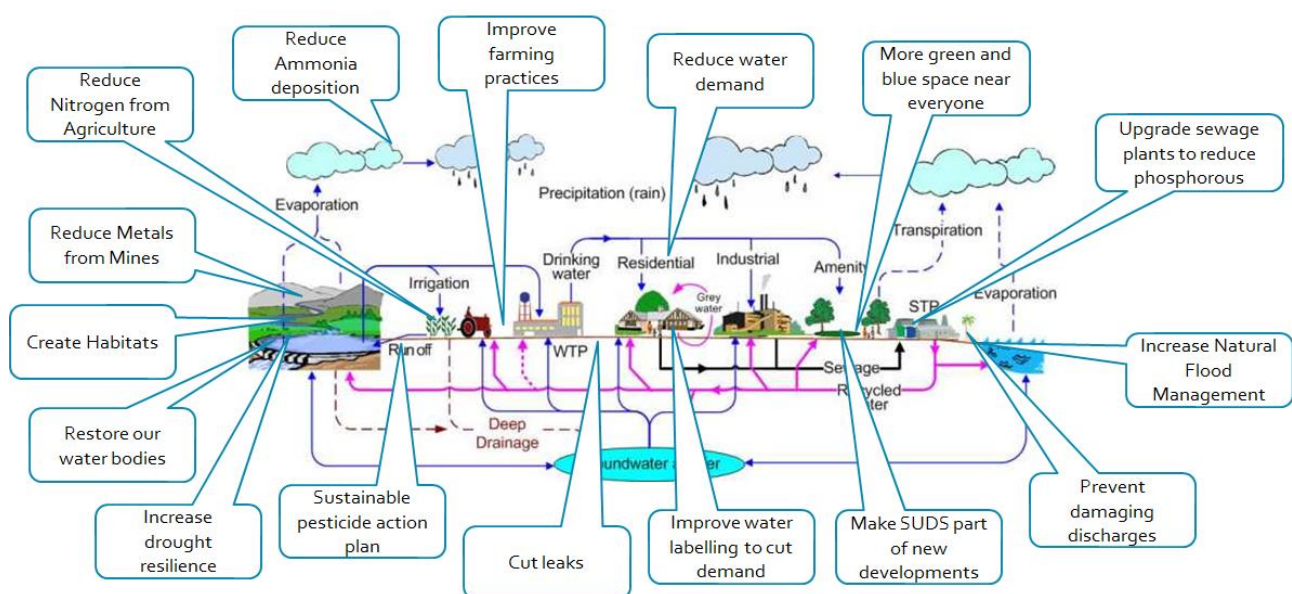 Reduce
Nitrogen from
Agriculture
Reduce
Ammonia
deposition
Improve
farming
practices
Reduce water
demand
More green and
blue space near
everyone
Upgrade sewage
plants to reduce
phosphorous
Evaporation
Precipitation (rain)
Transpiration
Reduce Metals
from Mines
Drinking
water
Residential
Industrial
Amenity
Irrigation
Grey
water
STP
Evaporation
Create Habitats
Run off
WTP
Sewage
Increase Natural
Flood
Management
Deep
Drainage
Restore our
water bodies
Increase
drought
resilience
Sustainable
pesticide action
plan
Cut leaks
Improve water
labelling to cut
demand
Make SUDS part
of new
developments
Prevent
damaging
discharges